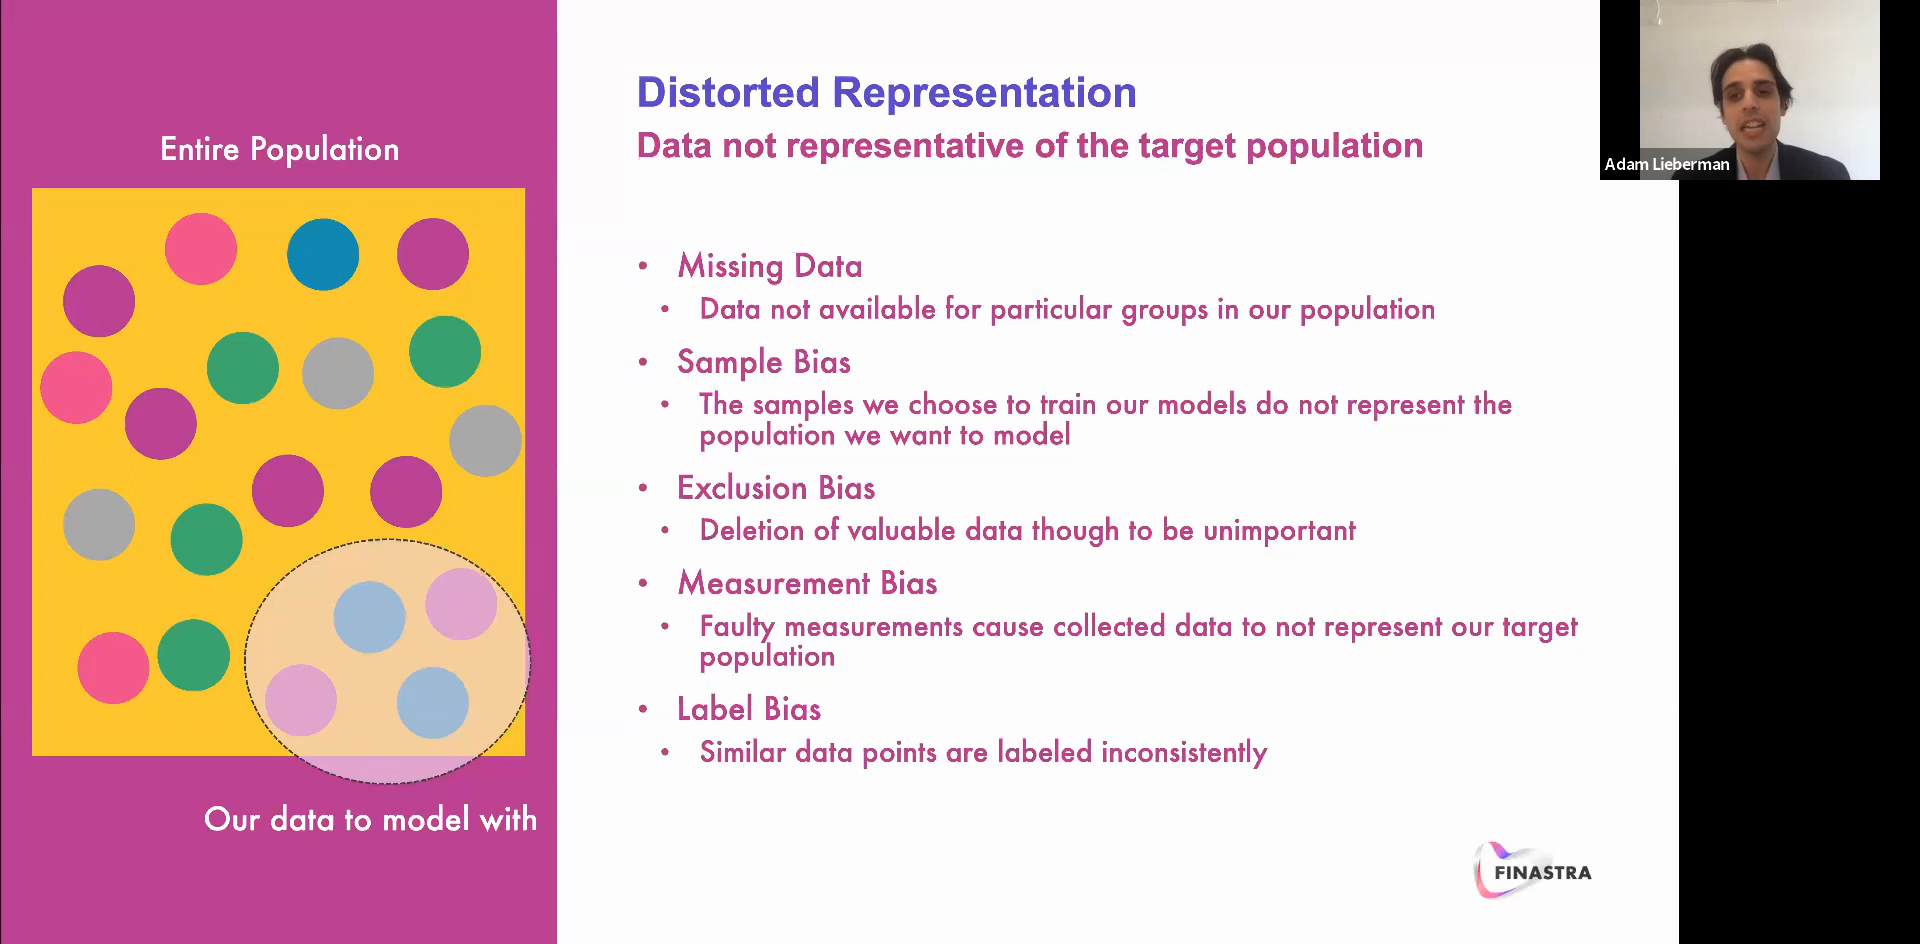 Entire Population
Our data to model with
Distorted Representation
Data not representative of the target population
• Missing Data
• Data not available for particular groups in our population
• Sample Bias
• The samples we choose to train our models do not represent the
population we want to model
• Exclusion Bias
• Deletion of valuable data though to be unimportant
• Measurement Bias
• Faulty measurements cause collected data to not represent our target
population
• Label Bias
• Similar data points are labeled inconsistently
FINASTRA
Adam Lieberman